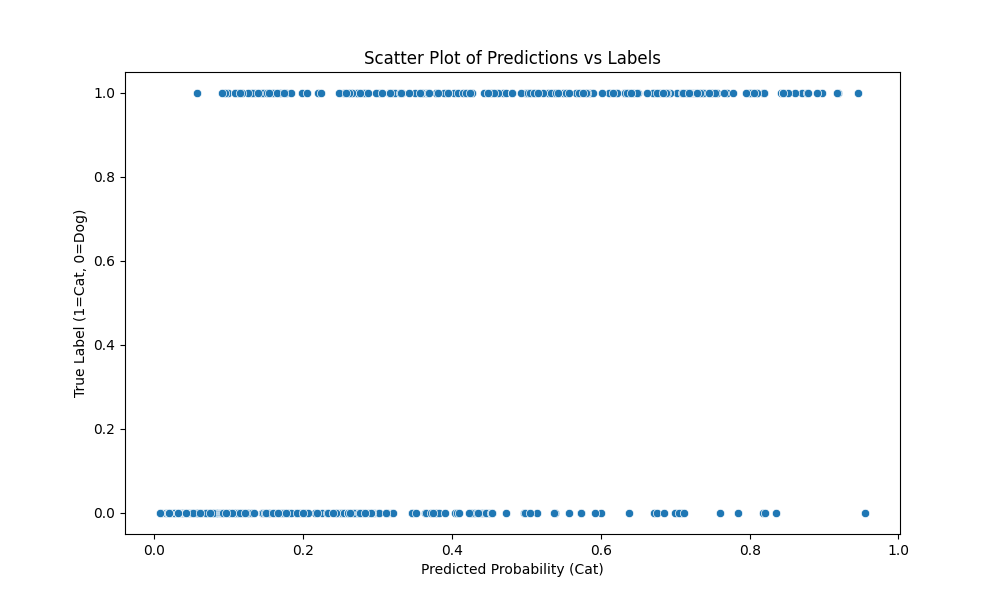 Scatter Plot of Predictions vs Labels
1.0
0.8
0.6
0.4
0.2
0.0
True Label (1=Cat, 0=Dog)
0.0 0.2 0.4 0.6 0.8 1.0
Predicted Probability (Cat)